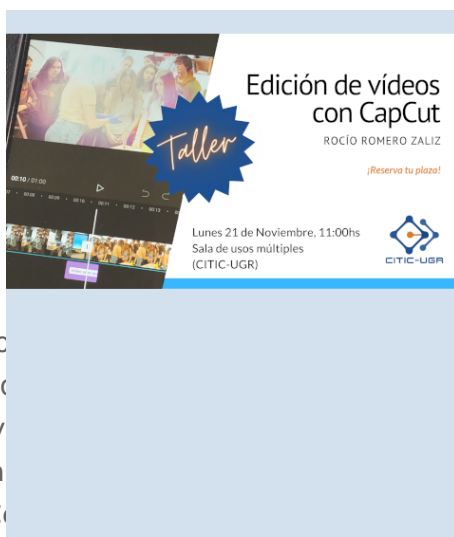 Edición de vídeos
con CapCut
ROCÍO ROMERO ZALIZ
Taller
¡Reserva tu plaza!
00:10 / 01:00
Lunes 21 de Noviembre, 11:00hs
Sala de usos múltiples
(CITIC-UGR)
CITIC-UGR